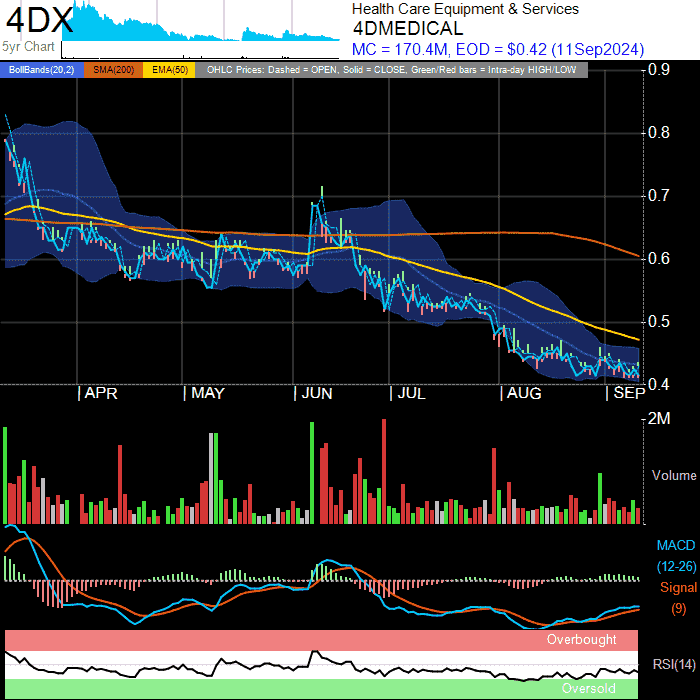 4DX
5yr Chart
Health Care Equipment & Services
4DMEDICAL
MC = 170.4M, EOD = $0.42 (11Sep2024)
BollBands(20,2) SMA(200) EMA(50) OHLC Prices: Dashed = OPEN, Solid = CLOSE, Green/Red bars = Intra-day HIGH/LOW
0.9
0.8
0.7
0.6
0.5
0.4
APR MAY JUN JUL AUG SEP
2M
Volume
MACD
(12-26)
Signal
(9)
Overbought
RSI(14)
Oversold